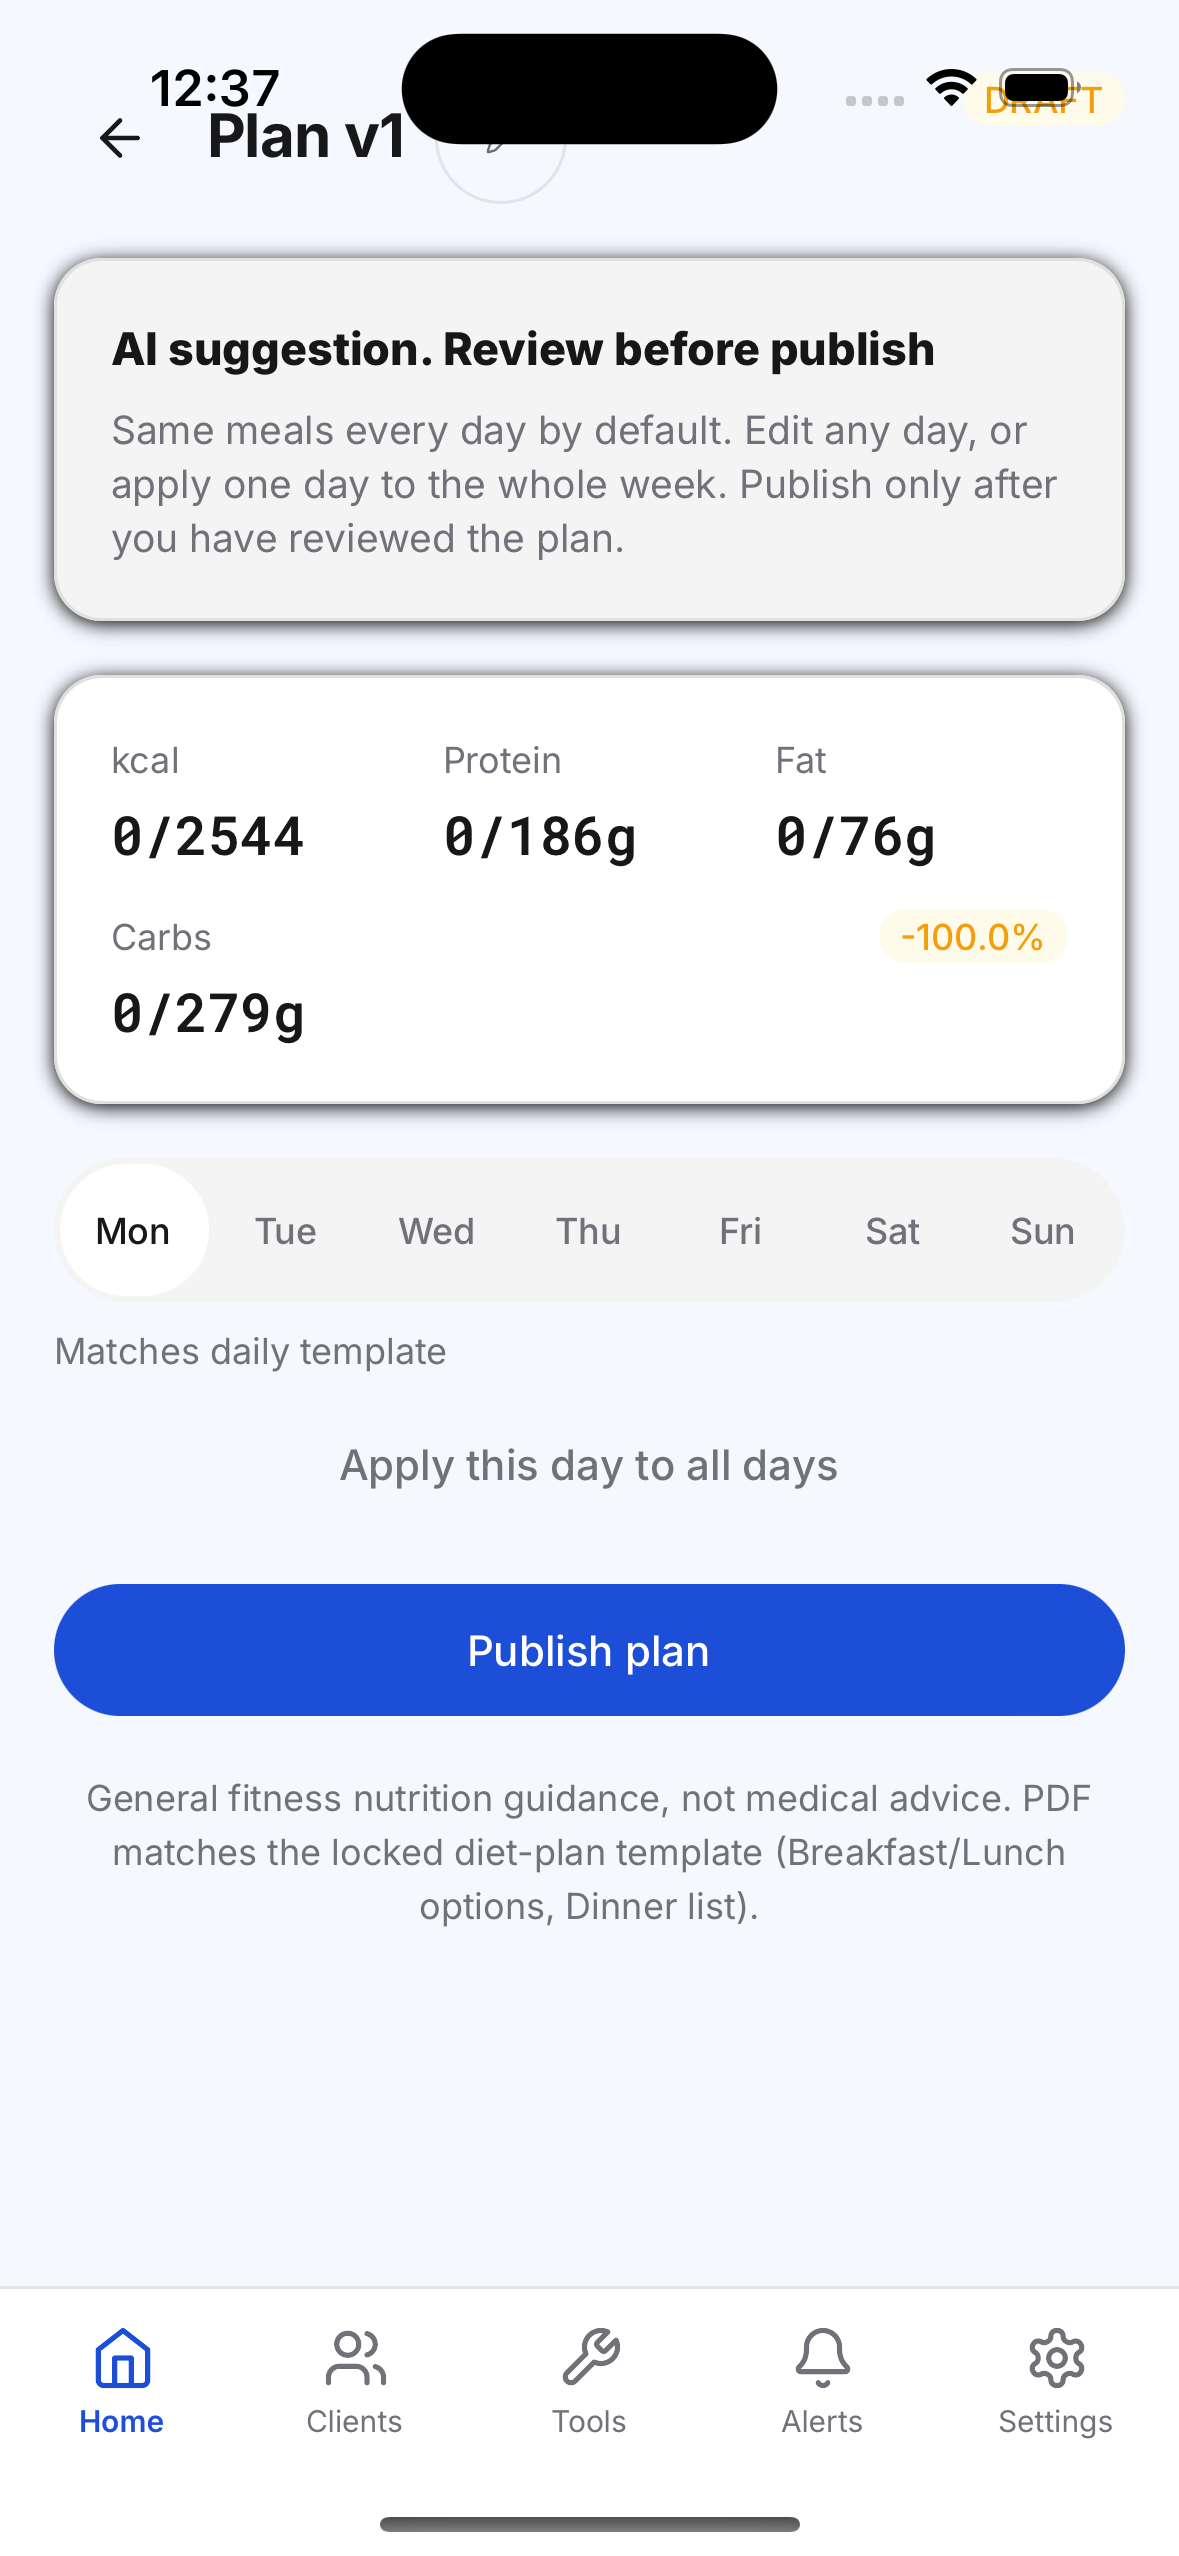 12:37
Plan v1
DRAFT
AI suggestion. Review before publish
Same meals every day by default. Edit any day, or
apply one day to the whole week. Publish only after
you have reviewed the plan.
kcal Protein Fat
0/2544 0/186g 0/76g
Carbs -100.0%
0/279g
Mon Tue Wed Thu Fri Sat Sun
Matches daily template
Apply this day to all days
Publish plan
General fitness nutrition guidance, not medical advice. PDF
matches the locked diet-plan template (Breakfast/Lunch
options, Dinner list).
Home Clients Tools Alerts Settings